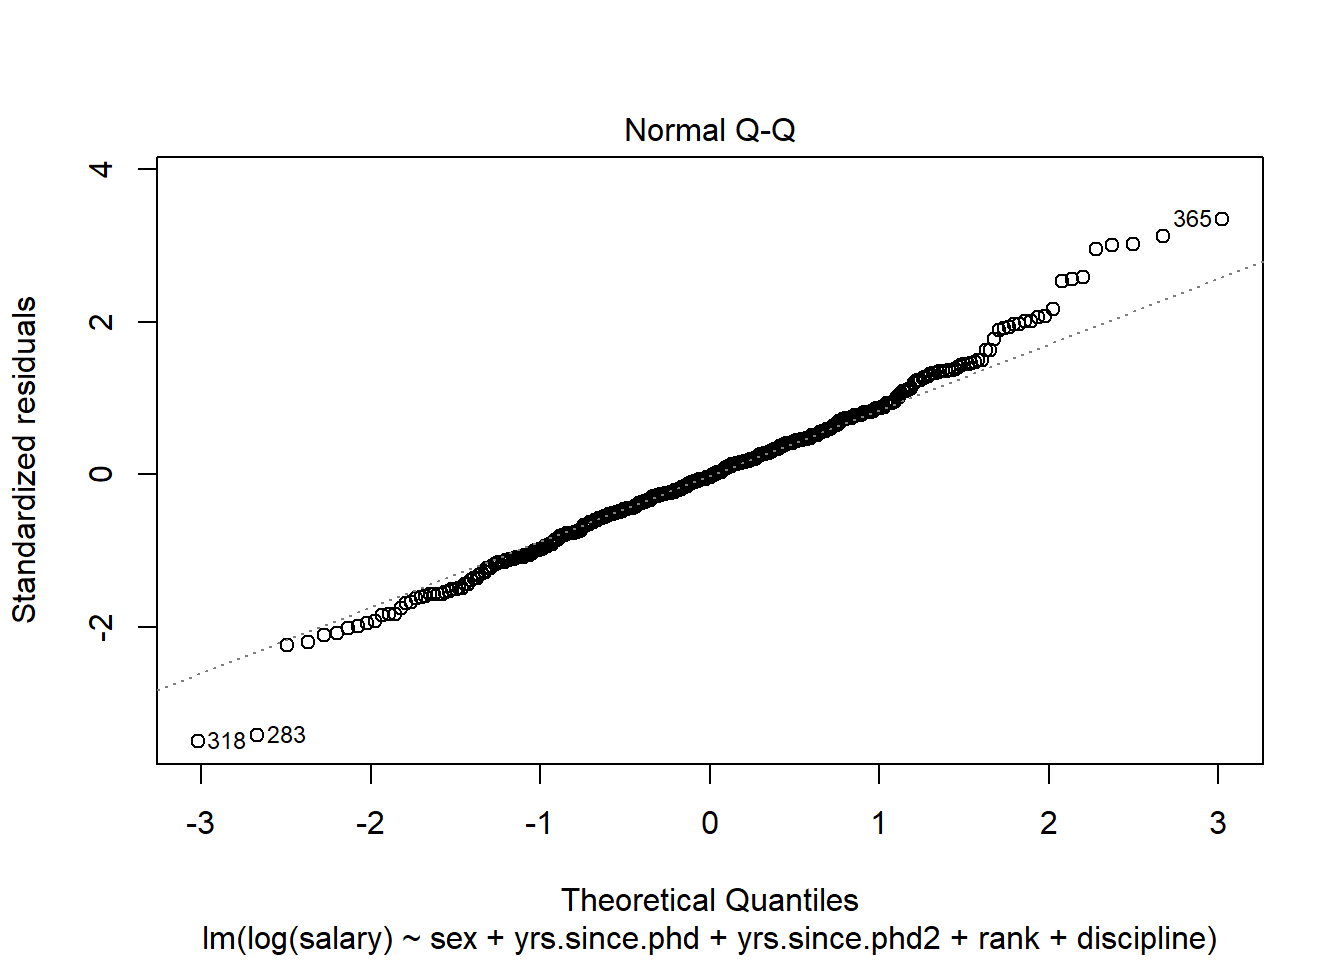 Normal Q-Q
Standardized residuals
4
2
0
-2
365
318
283
-3 -2 -1 0 1 2 3
Theoretical Quantiles
lm(log(salary) ~ sex + yrs.since.phd + yrs.since.phd2 + rank + discipline)